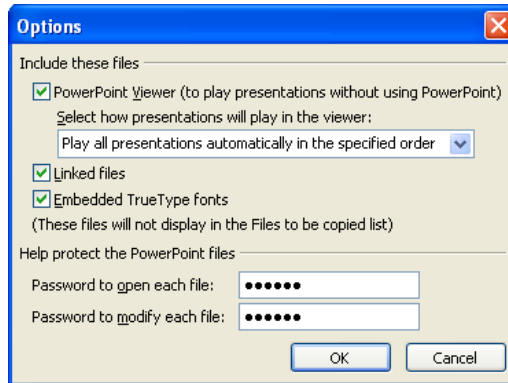 Options
Include these files
PowerPoint Viewer (to play presentations without using PowerPoint)
Select how presentations will play in the viewer:
Play all presentations automatically in the specified order
Linked files
Embedded TrueType fonts
(These files will not display in the Files to be copied list)
Help protect the PowerPoint files
Password to open each file: ●●●●●●
Password to modify each file: ●●●●●●
OK Cancel